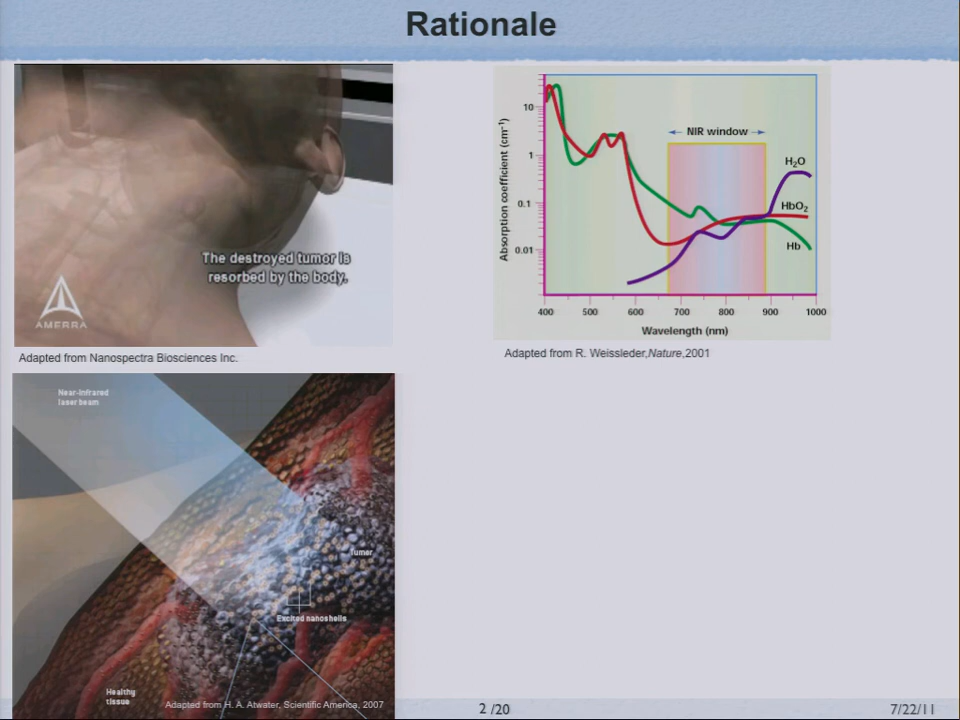 Rationale
The destroyed tumor is
resorbed by the body.
AMERRA
Adapted from Nanospectra Biosciences Inc.
Absorption coefficient (cm⁻¹)
10
1
0.1
0.01
NIR window
H₂O
HbO₂
Hb
400 500 600 700 800 900 1000
Wavelength (nm)
Adapted from R. Weissleder,Nature,2001
Near-infrared
laser beam
Tumor
Excited nanoshells
Healthy
tissue
Adapted from H. A. Atwater, Scientific America, 2007
2 /20
7/22/11